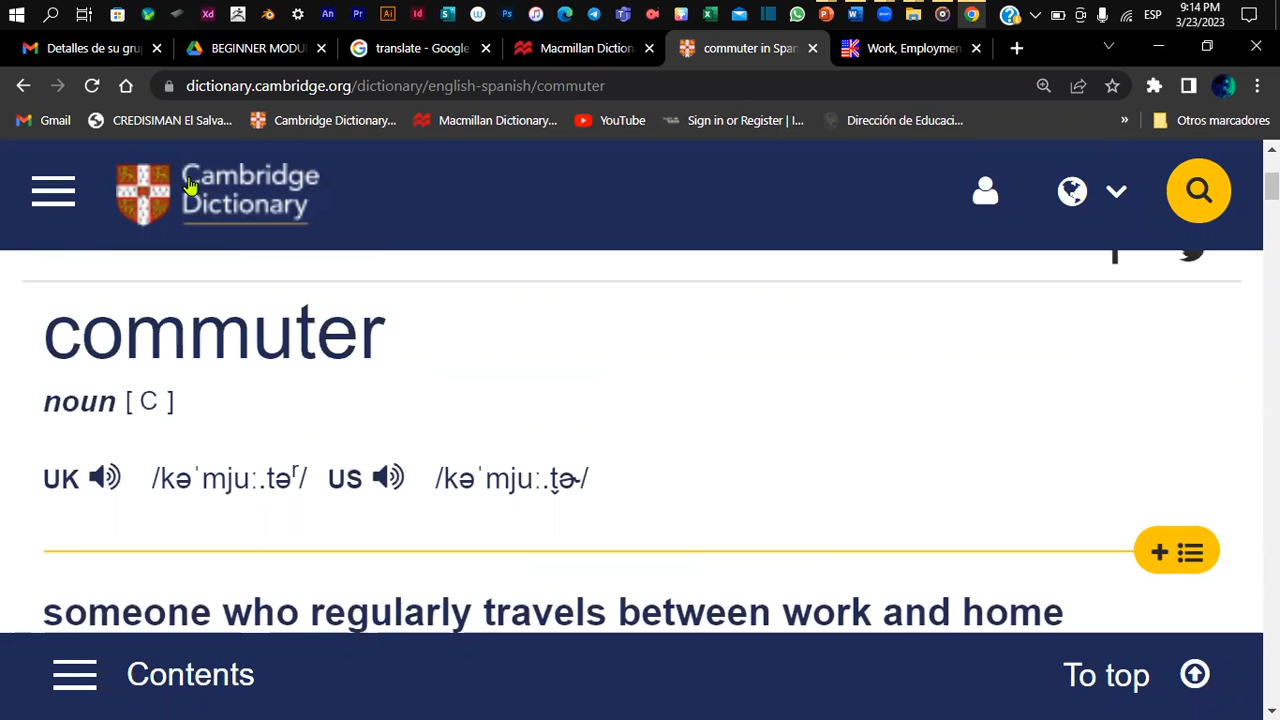 9:14 PM
ESP
3/23/2023
Detalles de su gru
BEGINNER MODU
translate - Google
Macmillan Dictior
commuter in Span
Work, Employmen
dictionary.cambridge.org/dictionary/english-spanish/commuter
Gmail
CREDISIMAN El Salva...
Cambridge Dictionary...
Macmillan Dictionary...
YouTube
Sign in or Register | I...
Dirección de Educaci...
»
Otros marcadores
Cambridge
Dictionary
commuter
noun [ C ]
UK /kəˈmjuː.tər/ US /kəˈmjuː.t̬ɚ/
someone who regularly travels between work and home
Contents
To top